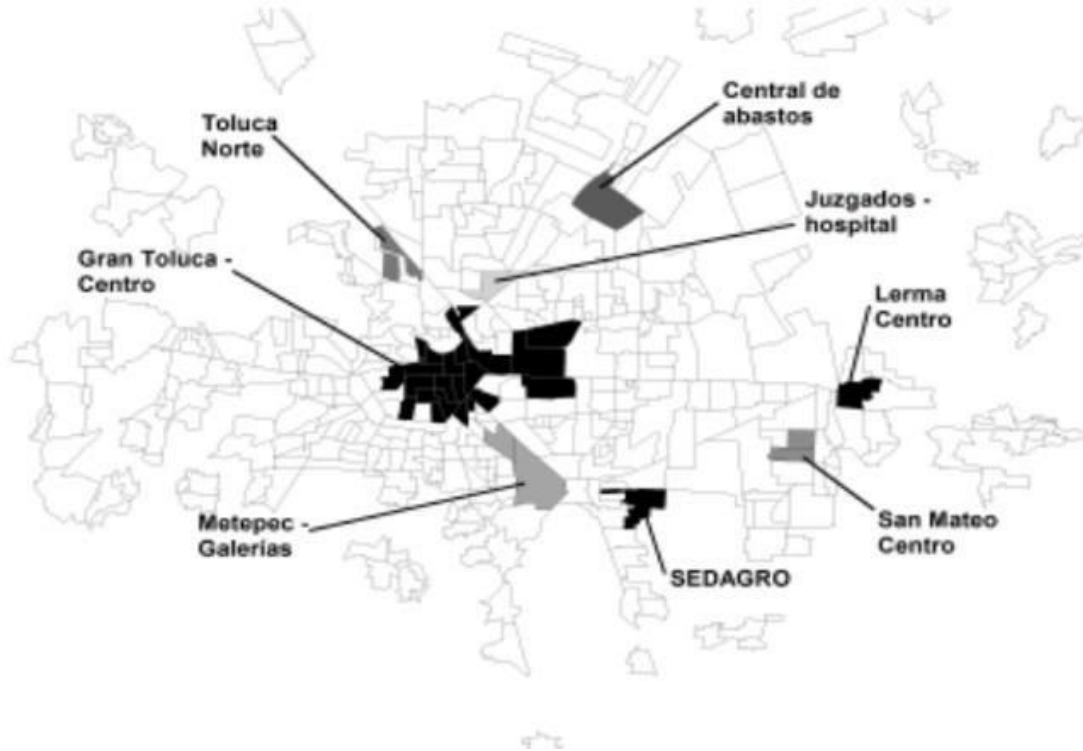 Central de
abastos
Toluca
Norte
Juzgados -
hospital
Gran Toluca -
Centro
Lerma
Centro
Metepec -
Galerías
San Mateo
Centro
SEDAGRO